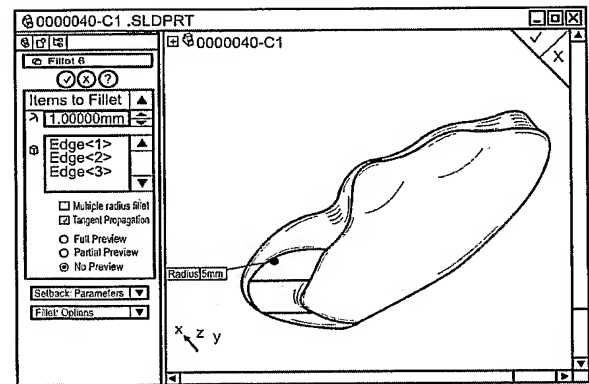 0000040-C1 .SLDPRT
Fillet 6
Items to Fillet
1.00000mm
Edge<1>
Edge<2>
Edge<3>
Multiple radius fillet
Tangent Propagation
Full Preview
Partial Preview
No Preview
Setback: Parameters
Fillet: Options
0000040-C1
X
Radius 5mm
x z y